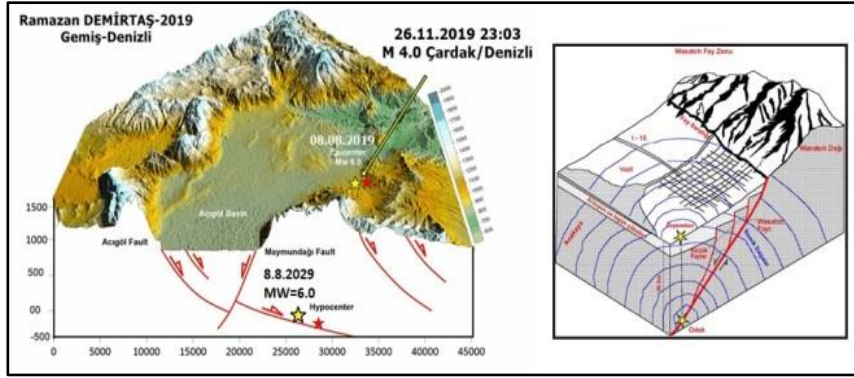 Ramazan DEMİRTAŞ-2019
Gemiş-Denizli
26.11.2019 23:03
M 4.0 Çardak/Denizli
08.08.2019
Epicenter
Mw 6.0
Açıgöl Basin
Acıgöl Fault
Maymundağı Fault
8.8.2029
MW=6.0
Hypocenter
1500
1000
500
00
-500
0
5000
10000
15000
20000
25000
30000
35000
40000
45000
Wasatch Fay Zonu
Wasatch Dağı
I-15
Vadi
Wasatch
Fayı
Odak